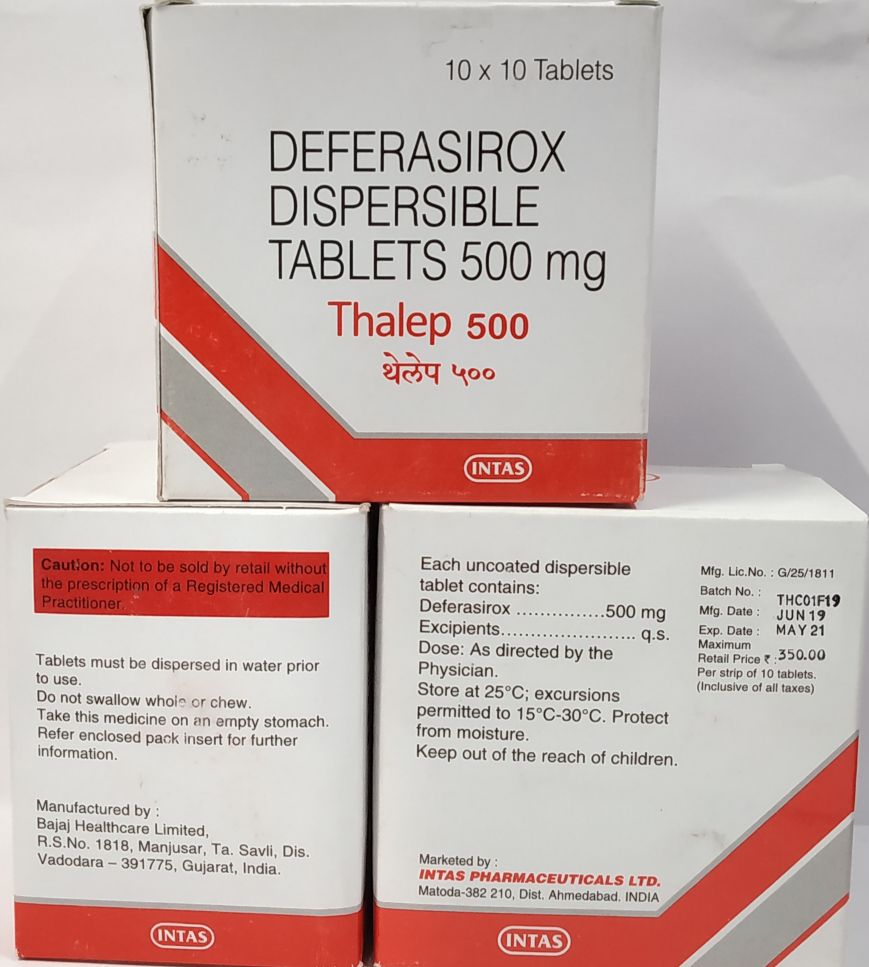 10 x 10 Tablets
DEFERASIROX
DISPERSIBLE
TABLETS 500 mg
Thalep 500
थेलेप ५००
INTAS
Caution: Not to be sold by retail without
the prescription of a Registered Medical
Practitioner.
Tablets must be dispersed in water prior
to use.
Do not swallow whole or chew.
Take this medicine on an empty stomach.
Refer enclosed pack insert for further
information.
Manufactured by :
Bajaj Healthcare Limited,
R.S.No. 1818, Manjusar, Ta. Savli, Dis.
Vadodara – 391775, Gujarat, India.
INTAS
Each uncoated dispersible
tablet contains:
Deferasirox ...............500 mg
Excipients....................... q.s.
Dose: As directed by the
Physician.
Store at 25°C; excursions
permitted to 15°C-30°C. Protect
from moisture.
Keep out of the reach of children.
Mfg. Lic.No. : G/25/1811
Batch No. : THC01F19
Mfg. Date : JUN 19
Exp. Date : MAY 21
Maximum
Retail Price ₹ :350.00
Per strip of 10 tablets.
(Inclusive of all taxes)
Marketed by :
INTAS PHARMACEUTICALS LTD.
Matoda-382 210, Dist. Ahmedabad. INDIA
INTAS